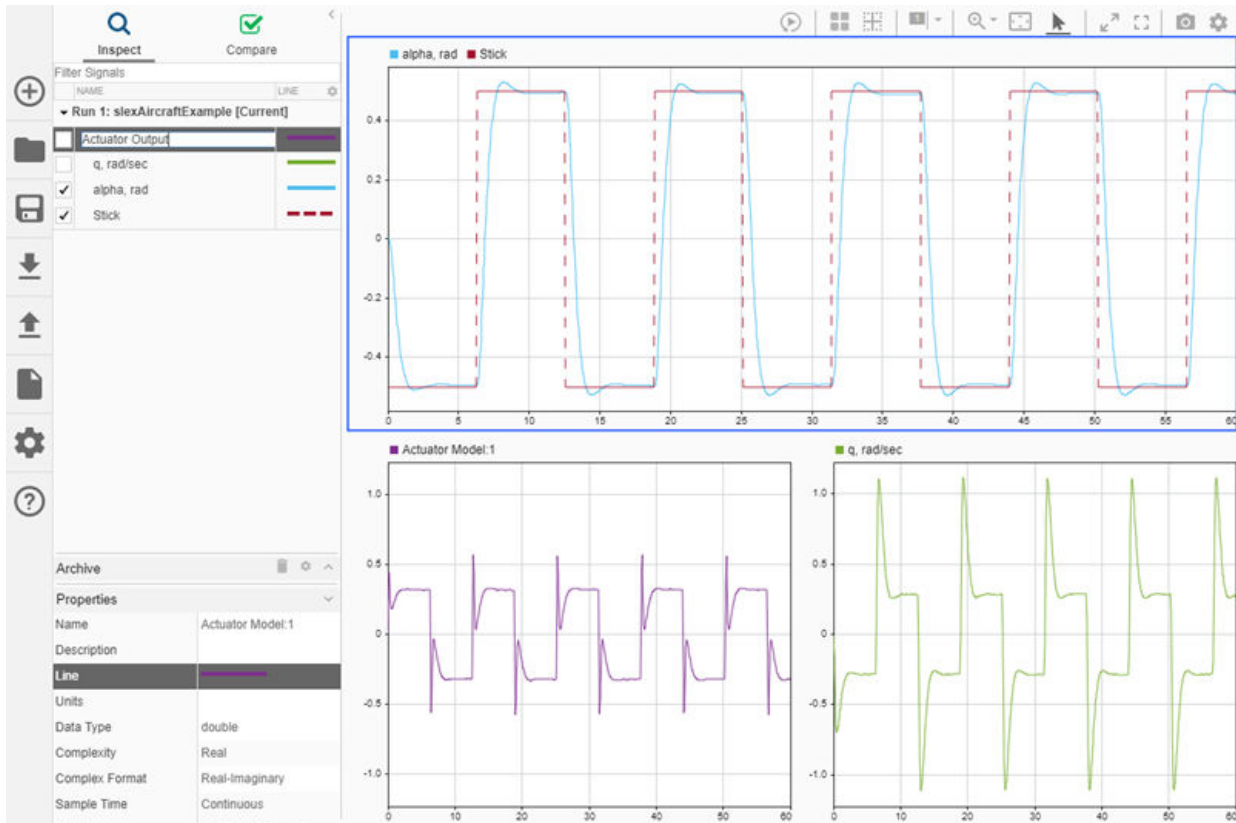 Inspect
Compare
Filter Signals
NAME LINE
Run 1: slexAircraftExample [Current]
Actuator Output
q, rad/sec
alpha, rad
Stick
Archive
Properties
Name Actuator Model:1
Description
Line
Units
Data Type double
Complexity Real
Complex Format Real-Imaginary
Sample Time Continuous
1
alpha, rad Stick
0.4
0.2
0
-0.2
-0.4
0 5 10 15 20 25 30 35 40 45 50 55 60
Actuator Model:1
1.0
0.5
0
-0.5
-1.0
0 10 20 30 40 50 60
q, rad/sec
1.0
0.5
0
-0.5
-1.0
0 10 20 30 40 50 60